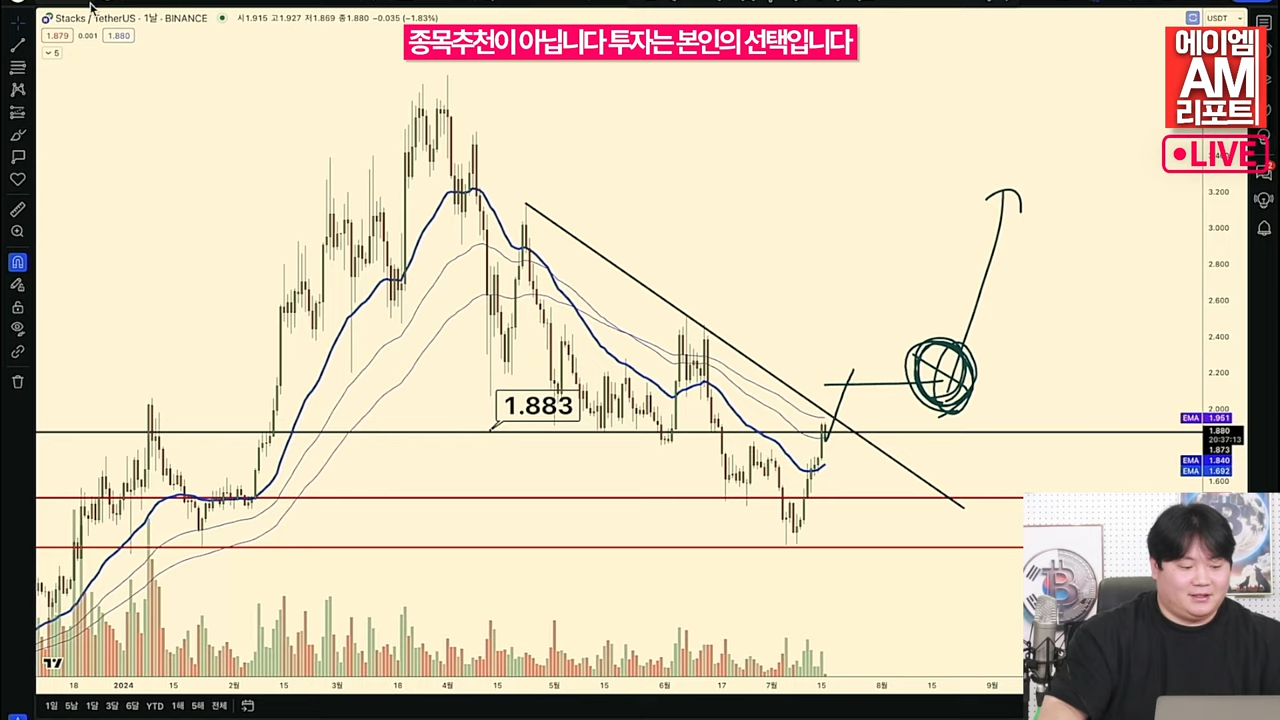 Stacks / TetherUS · 1날 · BINANCE 시1.915 고1.927 저1.869 종1.880 −0.035 (−1.83%)
USDT
1.879 0.001 1.880
5
종목추천이 아닙니다 투자는 본인의 선택입니다
에이엠
AM
리포트
LIVE
3.200
3.000
2.800
2.600
2.400
2.200
2.000
1.883
EMA 1.951
1.880
20:37:13
1.873
EMA 1.840
EMA 1.692
1.600
18 2024 15 2월 15 3월 18 4월 15 5월 15 6월 17 7월 15 8월 15 9월
1일 5날 1달 3달 6달 YTD 1해 5해 전체